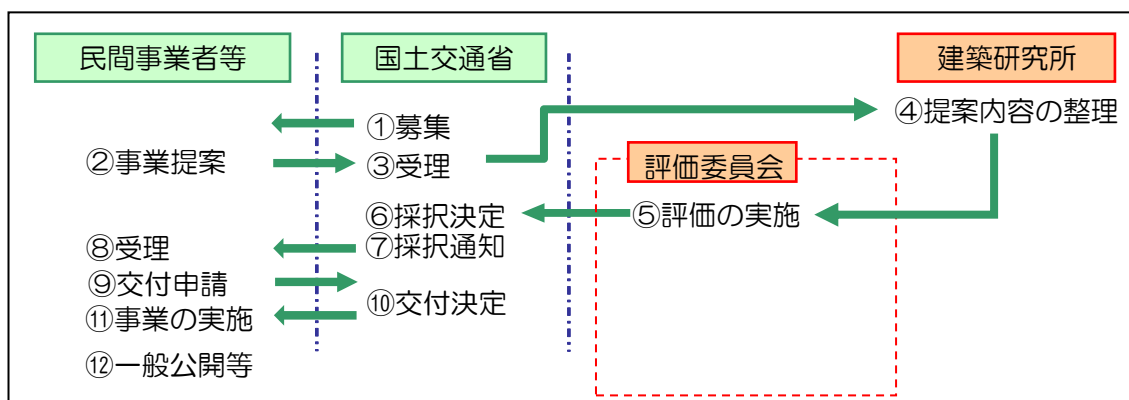 民間事業者等
国土交通省
建築研究所
①募集
④提案内容の整理
②事業提案
③受理
評価委員会
⑥採択決定
⑤評価の実施
⑧受理
⑦採択通知
⑨交付申請
⑩交付決定
⑪事業の実施
⑫一般公開等